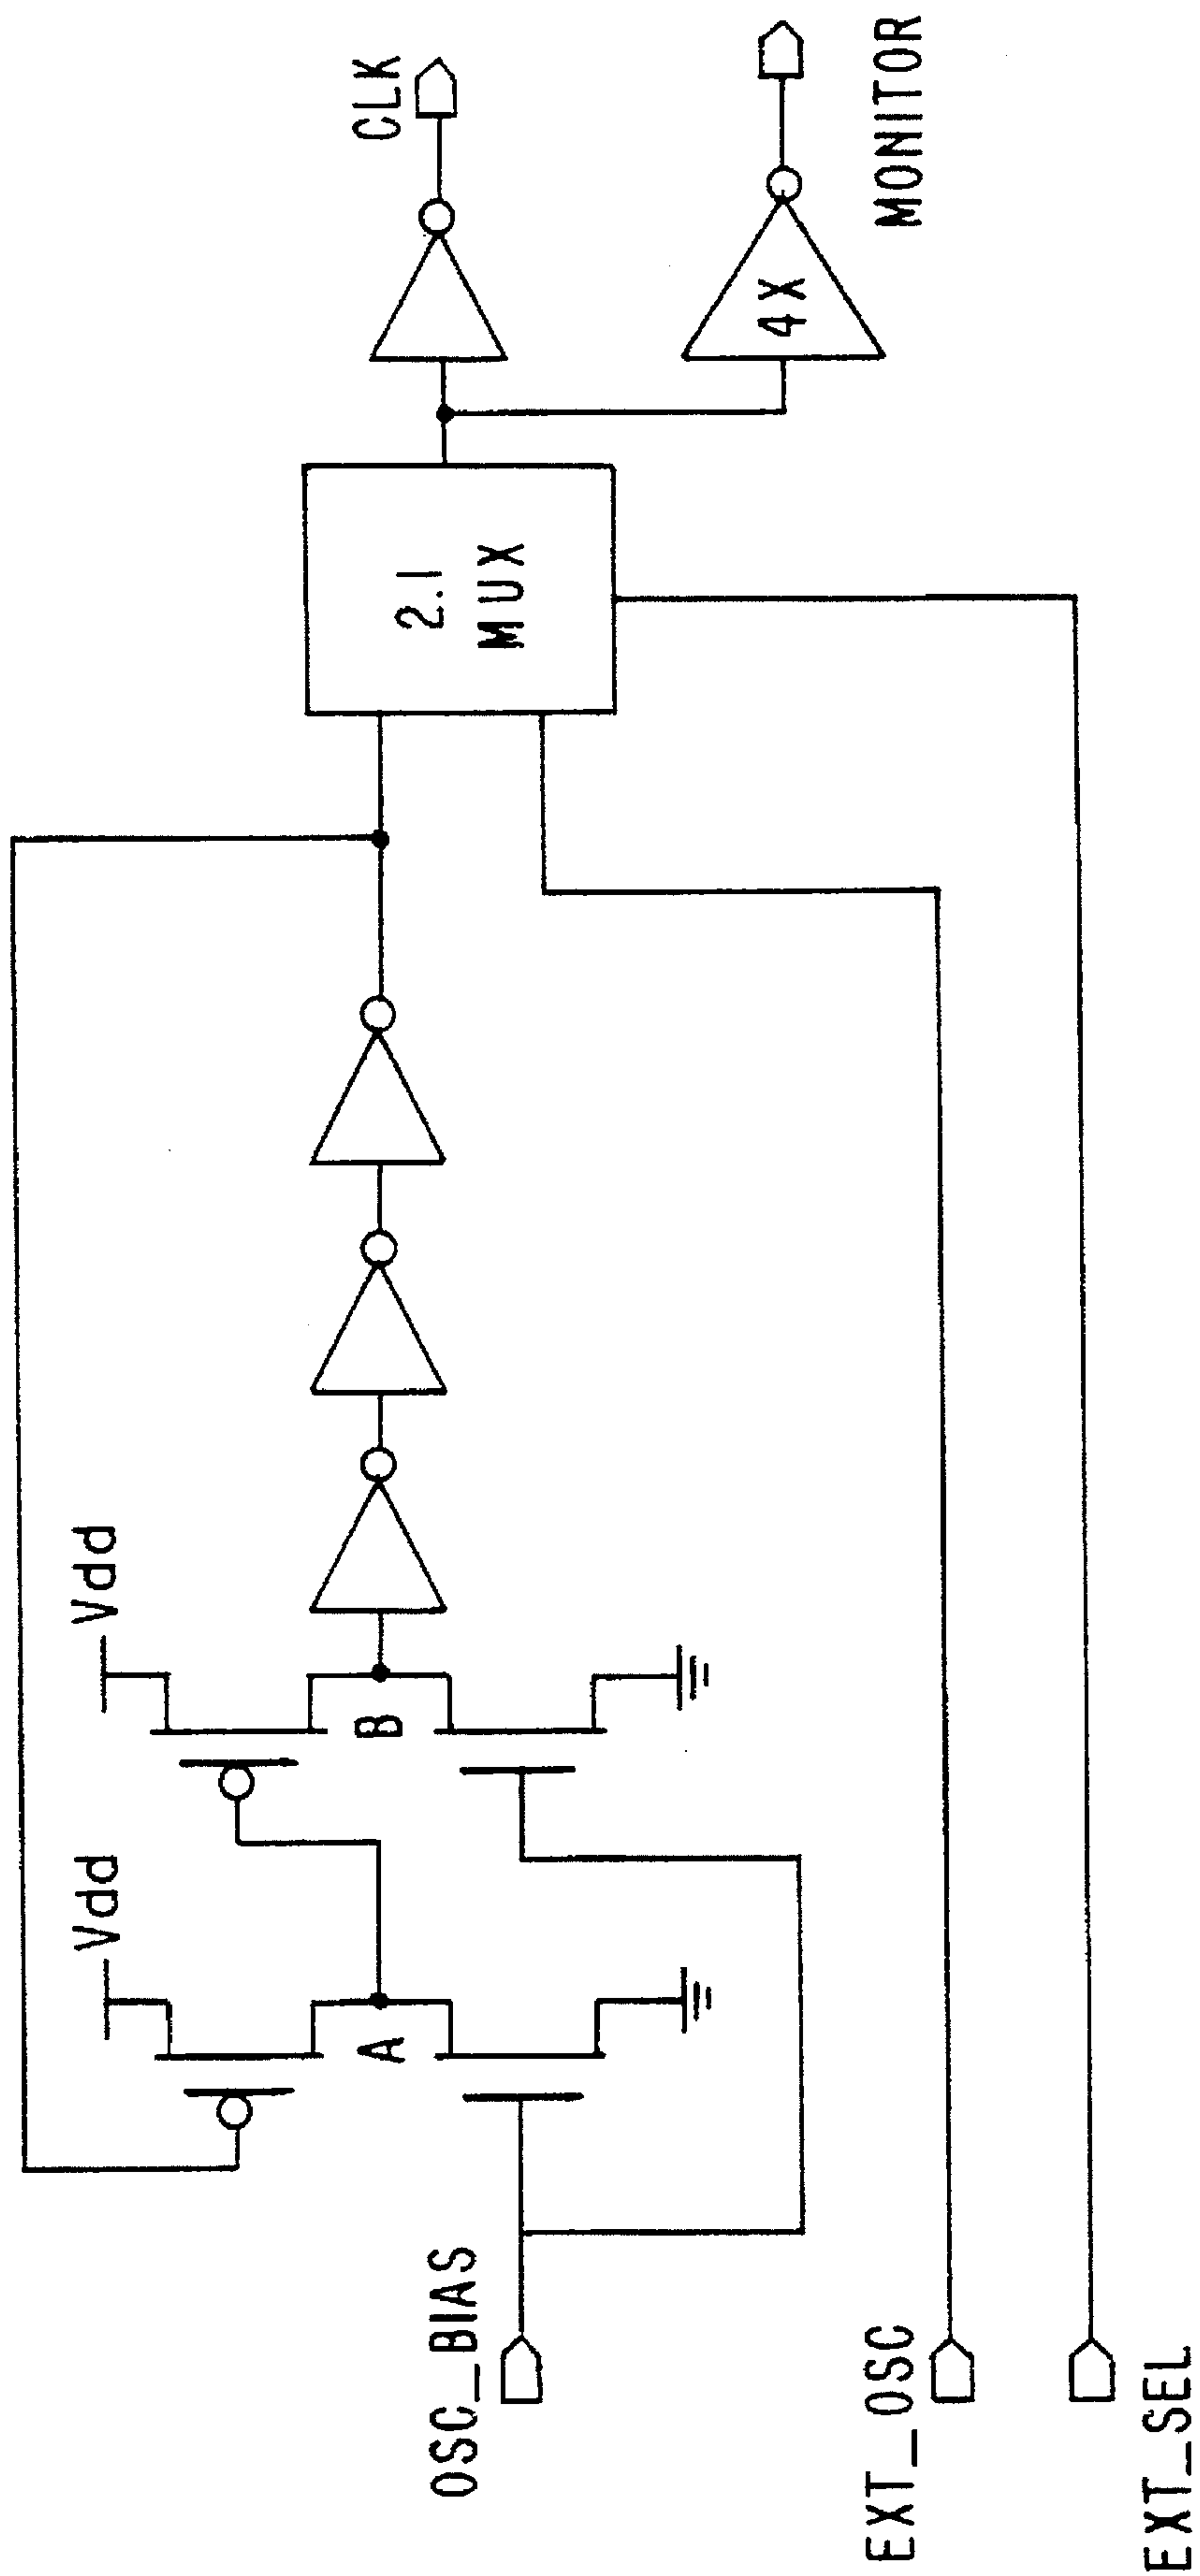 Vdd
Vdd
A
B
OSC_BIAS
EXT_OSC
EXT_SEL
2.1
MUX
CLK
4X
MONITOR